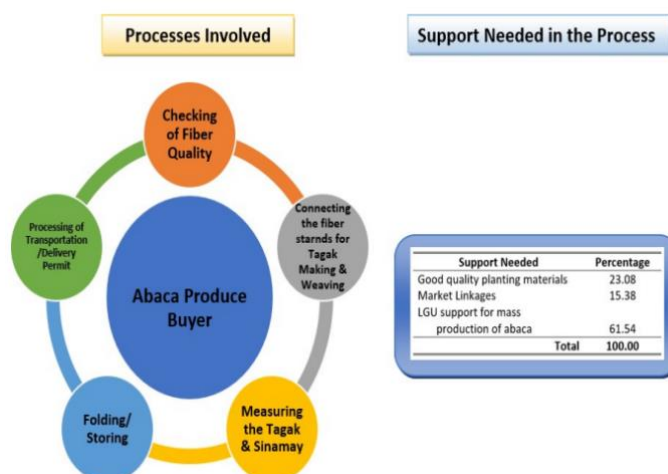 Processes Involved
Support Needed in the Process
Checking
of Fiber
Quality
Connecting
the fiber
starnds for
Tagak
Making &
Weaving
Measuring
the Tagak
& Sinamay
Folding/
Storing
Processing of
Transportation
/Delivery
Permit
Abaca Produce
Buyer
Support Needed Percentage
Good quality planting materials 23.08
Market Linkages 15.38
LGU support for mass
production of abaca 61.54
Total 100.00